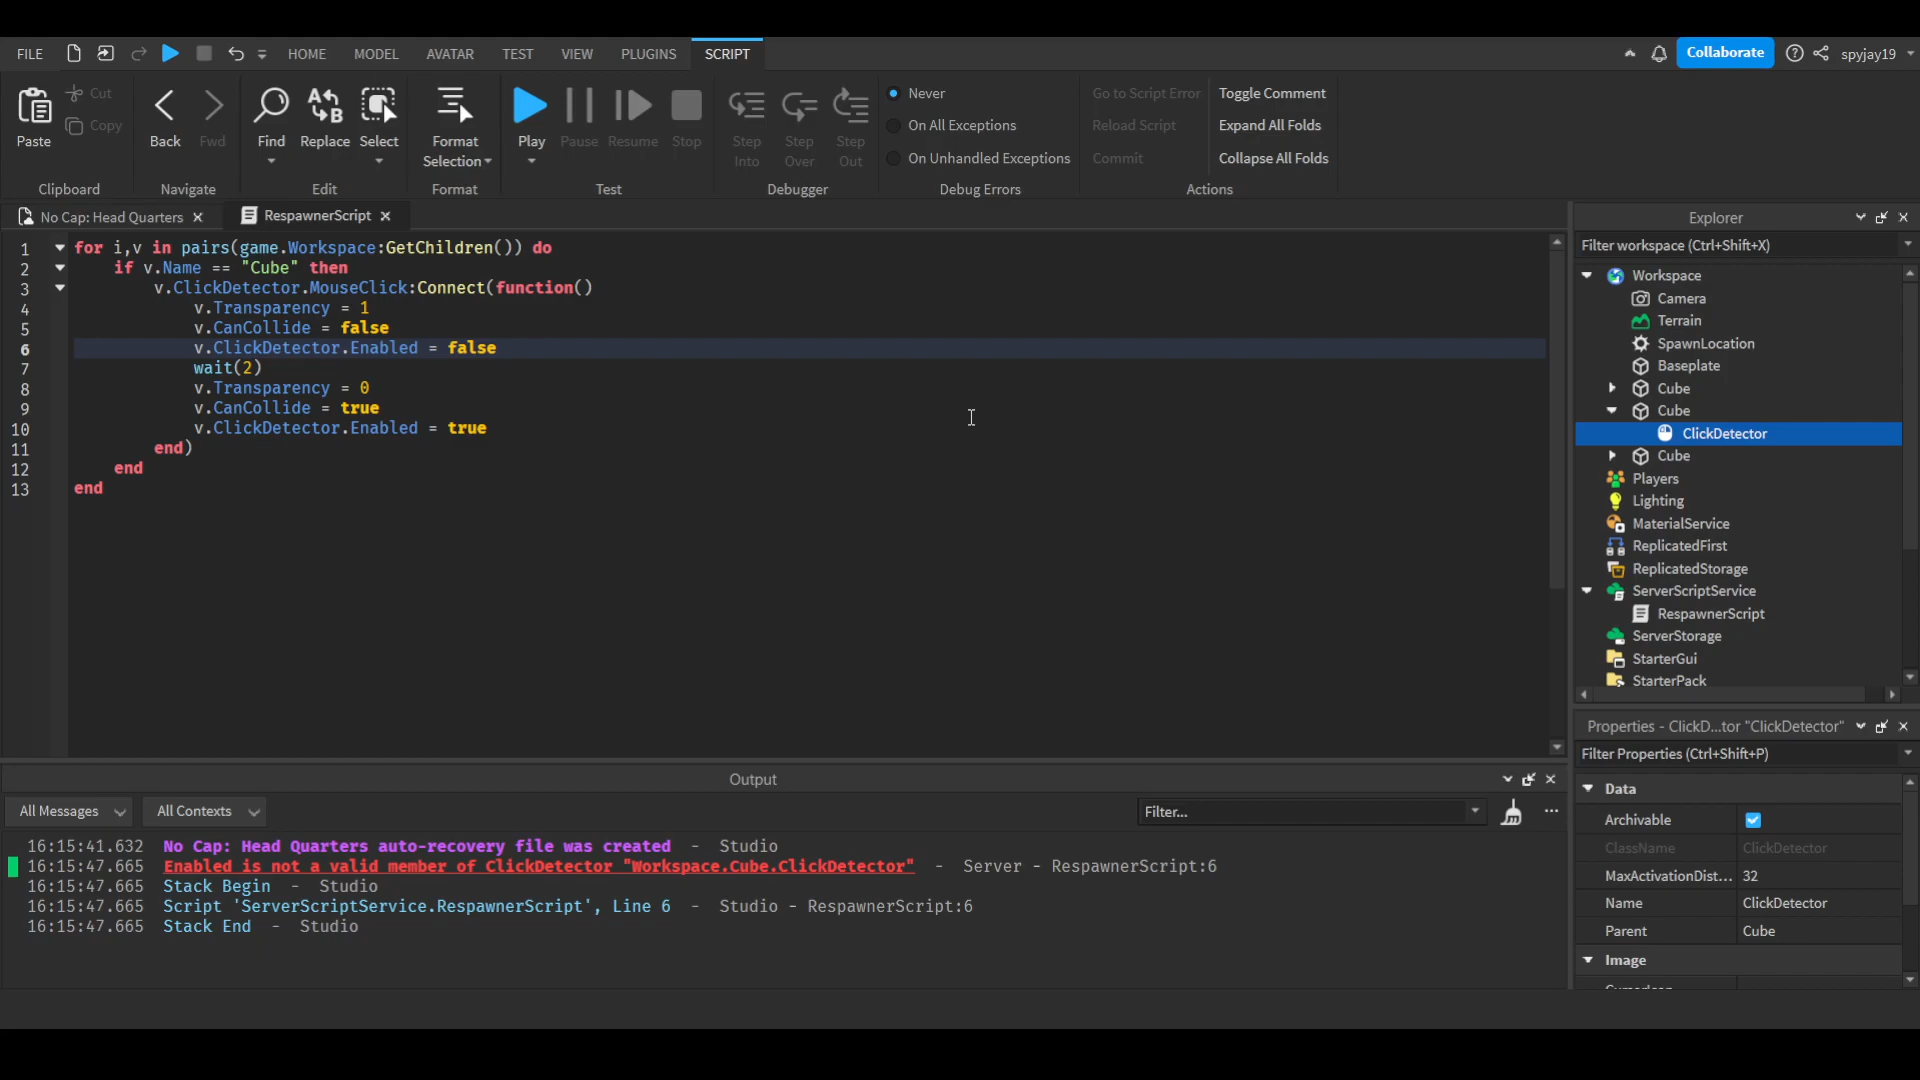 FILE HOME MODEL AVATAR TEST VIEW PLUGINS SCRIPT Collaborate spyjay19
Paste Cut Copy Back Fwd Find Replace Select Format Selection Play Pause Resume Stop Step Into Step Over Step Out
Never
On All Exceptions
On Unhandled Exceptions
Go to Script Error
Reload Script
Commit
Toggle Comment
Expand All Folds
Collapse All Folds
Clipboard Navigate Edit Format Test Debugger Debug Errors Actions
No Cap: Head Quarters RespawnerScript
1 for i,v in pairs(game.Workspace:GetChildren()) do
2 if v.Name == "Cube" then
3 v.ClickDetector.MouseClick:Connect(function()
4 v.Transparency = 1
5 v.CanCollide = false
6 v.ClickDetector.Enabled = false
7 wait(2)
8 v.Transparency = 0
9 v.CanCollide = true
10 v.ClickDetector.Enabled = true
11 end)
12 end
13 end
Explorer
Filter workspace (Ctrl+Shift+X)
Workspace
Camera
Terrain
SpawnLocation
Baseplate
Cube
Cube
ClickDetector
Cube
Players
Lighting
MaterialService
ReplicatedFirst
ReplicatedStorage
ServerScriptService
RespawnerScript
ServerStorage
StarterGui
StarterPack
Properties - ClickD...tor "ClickDetector"
Filter Properties (Ctrl+Shift+P)
Data
Archivable
ClassName ClickDetector
MaxActivationDist... 32
Name ClickDetector
Parent Cube
Image
Output
All Messages All Contexts Filter...
16:15:41.632 No Cap: Head Quarters auto-recovery file was created - Studio
16:15:47.665 Enabled is not a valid member of ClickDetector "Workspace.Cube.ClickDetector" - Server - RespawnerScript:6
16:15:47.665 Stack Begin - Studio
16:15:47.665 Script 'ServerScriptService.RespawnerScript', Line 6 - Studio - RespawnerScript:6
16:15:47.665 Stack End - Studio